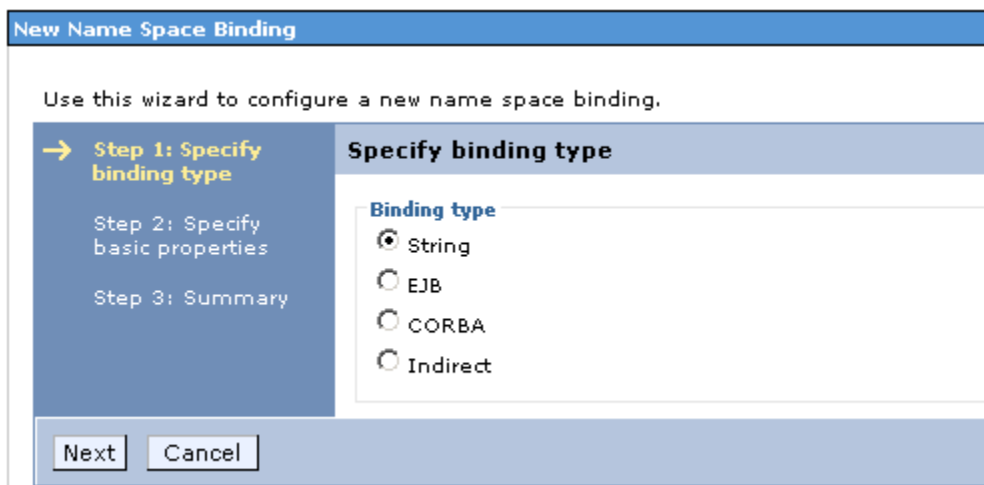 New Name Space Binding
Use this wizard to configure a new name space binding.
→ Step 1: Specify
binding type
Step 2: Specify
basic properties
Step 3: Summary
Specify binding type
Binding type
String
EJB
CORBA
Indirect
Next
Cancel